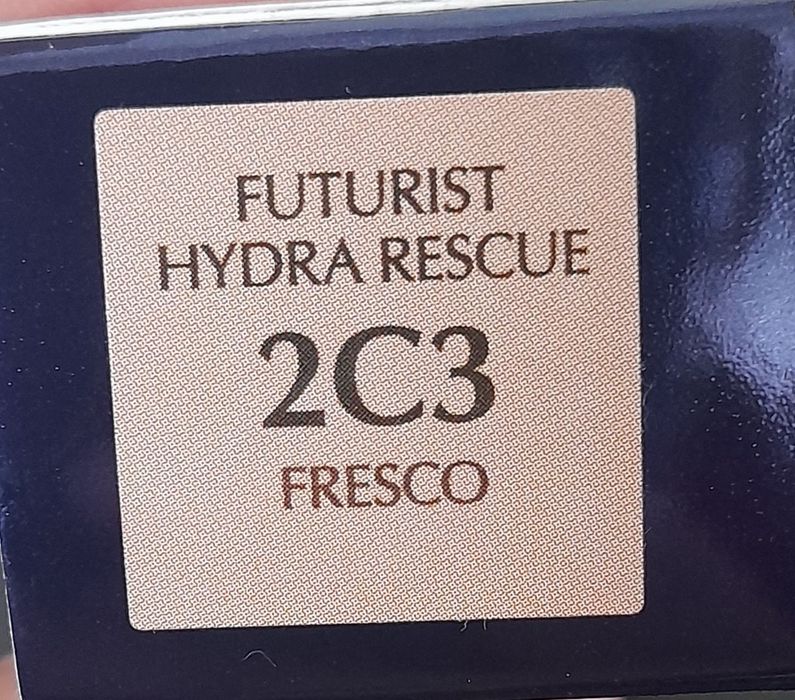 FUTURIST
HYDRA RESCUE
2C3
FRESCO